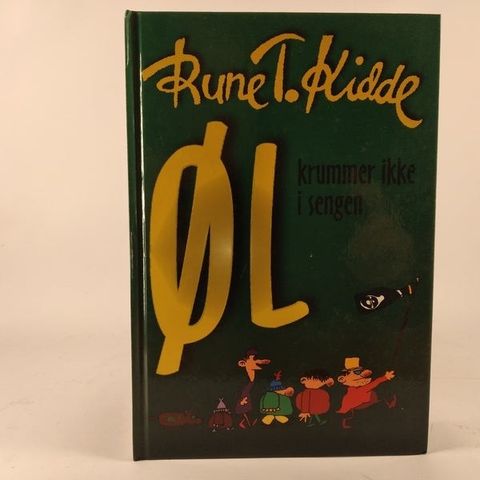 Rune T. Kidde
ØL
krummer ikke
i sengen